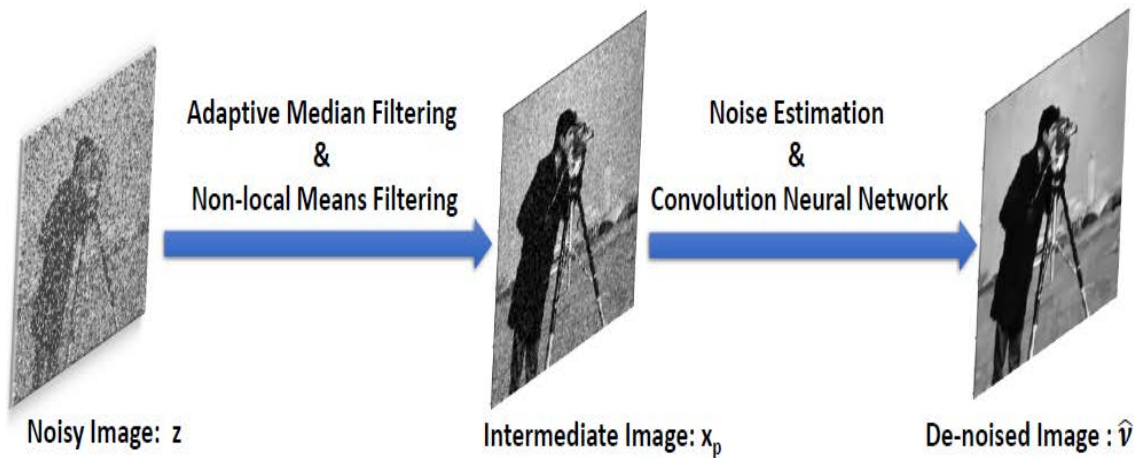 Adaptive Median Filtering
&
Non-local Means Filtering
Noise Estimation
&
Convolution Neural Network
Noisy Image: z
Intermediate Image: xₚ
De-noised Image : v̂